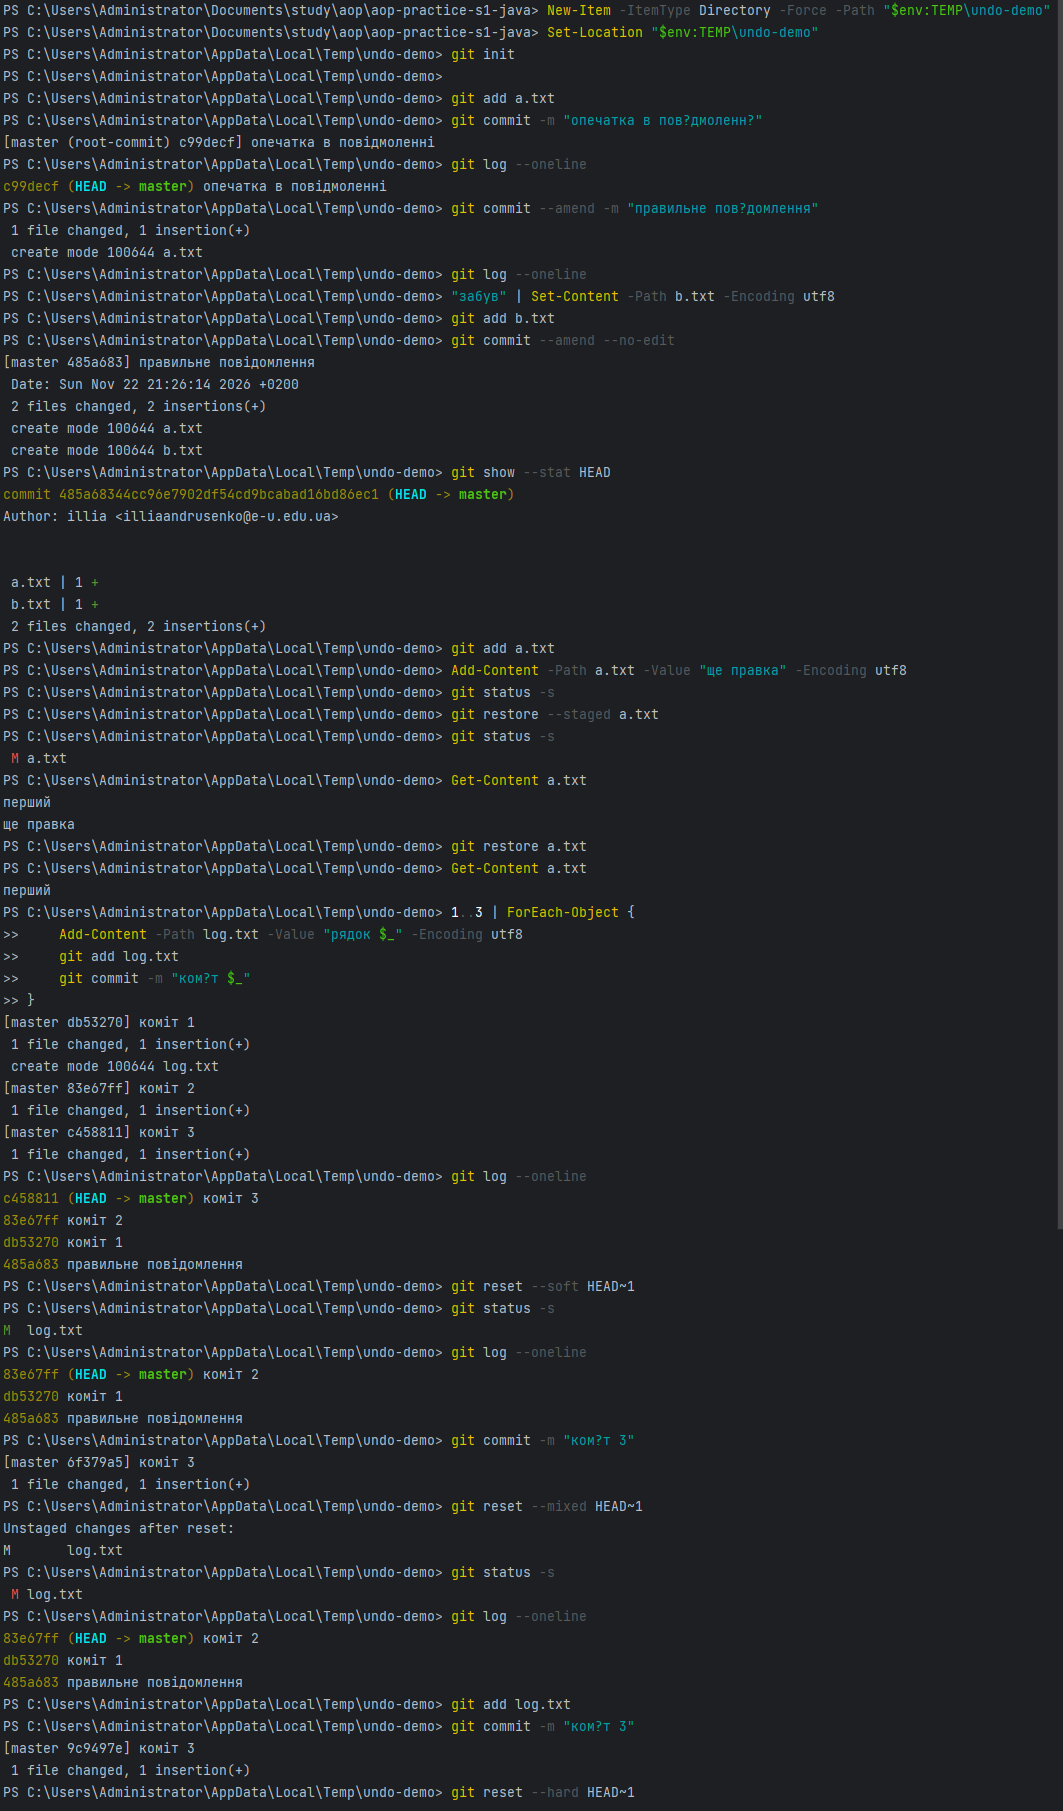 PS C:\Users\Administrator\Documents\study\aop\aop-practice-s1-java> New-Item -ItemType Directory -Force -Path "$env:TEMP\undo-demo"
PS C:\Users\Administrator\Documents\study\aop\aop-practice-s1-java> Set-Location "$env:TEMP\undo-demo"
PS C:\Users\Administrator\AppData\Local\Temp\undo-demo> git init
PS C:\Users\Administrator\AppData\Local\Temp\undo-demo>
PS C:\Users\Administrator\AppData\Local\Temp\undo-demo> git add a.txt
PS C:\Users\Administrator\AppData\Local\Temp\undo-demo> git commit -m "опечатка в пов?дмоленн?"
[master (root-commit) c99decf] опечатка в повідмоленні
PS C:\Users\Administrator\AppData\Local\Temp\undo-demo> git log --oneline
c99decf (HEAD -> master) опечатка в повідмоленні
PS C:\Users\Administrator\AppData\Local\Temp\undo-demo> git commit --amend -m "правильне пов?домлення"
 1 file changed, 1 insertion(+)
 create mode 100644 a.txt
PS C:\Users\Administrator\AppData\Local\Temp\undo-demo> git log --oneline
PS C:\Users\Administrator\AppData\Local\Temp\undo-demo> "забув" | Set-Content -Path b.txt -Encoding utf8
PS C:\Users\Administrator\AppData\Local\Temp\undo-demo> git add b.txt
PS C:\Users\Administrator\AppData\Local\Temp\undo-demo> git commit --amend --no-edit
[master 485a683] правильне повідомлення
 Date: Sun Nov 22 21:26:14 2026 +0200
 2 files changed, 2 insertions(+)
 create mode 100644 a.txt
 create mode 100644 b.txt
PS C:\Users\Administrator\AppData\Local\Temp\undo-demo> git show --stat HEAD
commit 485a68344cc96e7902df54cd9bcabad16bd86ec1 (HEAD -> master)
Author: illia <illiaandrusenko@e-u.edu.ua>
 a.txt | 1 +
 b.txt | 1 +
 2 files changed, 2 insertions(+)
PS C:\Users\Administrator\AppData\Local\Temp\undo-demo> git add a.txt
PS C:\Users\Administrator\AppData\Local\Temp\undo-demo> Add-Content -Path a.txt -Value "ще правка" -Encoding utf8
PS C:\Users\Administrator\AppData\Local\Temp\undo-demo> git status -s
PS C:\Users\Administrator\AppData\Local\Temp\undo-demo> git restore --staged a.txt
PS C:\Users\Administrator\AppData\Local\Temp\undo-demo> git status -s
 M a.txt
PS C:\Users\Administrator\AppData\Local\Temp\undo-demo> Get-Content a.txt
перший
ще правка
PS C:\Users\Administrator\AppData\Local\Temp\undo-demo> git restore a.txt
PS C:\Users\Administrator\AppData\Local\Temp\undo-demo> Get-Content a.txt
перший
PS C:\Users\Administrator\AppData\Local\Temp\undo-demo> 1..3 | ForEach-Object {
>>     Add-Content -Path log.txt -Value "рядок $_" -Encoding utf8
>>     git add log.txt
>>     git commit -m "ком?т $_"
>> }
[master db53270] коміт 1
 1 file changed, 1 insertion(+)
 create mode 100644 log.txt
[master 83e67ff] коміт 2
 1 file changed, 1 insertion(+)
[master c458811] коміт 3
 1 file changed, 1 insertion(+)
PS C:\Users\Administrator\AppData\Local\Temp\undo-demo> git log --oneline
c458811 (HEAD -> master) коміт 3
83e67ff коміт 2
db53270 коміт 1
485a683 правильне повідомлення
PS C:\Users\Administrator\AppData\Local\Temp\undo-demo> git reset --soft HEAD~1
PS C:\Users\Administrator\AppData\Local\Temp\undo-demo> git status -s
M  log.txt
PS C:\Users\Administrator\AppData\Local\Temp\undo-demo> git log --oneline
83e67ff (HEAD -> master) коміт 2
db53270 коміт 1
485a683 правильне повідомлення
PS C:\Users\Administrator\AppData\Local\Temp\undo-demo> git commit -m "ком?т 3"
[master 6f379a5] коміт 3
 1 file changed, 1 insertion(+)
PS C:\Users\Administrator\AppData\Local\Temp\undo-demo> git reset --mixed HEAD~1
Unstaged changes after reset:
M       log.txt
PS C:\Users\Administrator\AppData\Local\Temp\undo-demo> git status -s
 M log.txt
PS C:\Users\Administrator\AppData\Local\Temp\undo-demo> git log --oneline
83e67ff (HEAD -> master) коміт 2
db53270 коміт 1
485a683 правильне повідомлення
PS C:\Users\Administrator\AppData\Local\Temp\undo-demo> git add log.txt
PS C:\Users\Administrator\AppData\Local\Temp\undo-demo> git commit -m "ком?т 3"
[master 9c9497e] коміт 3
 1 file changed, 1 insertion(+)
PS C:\Users\Administrator\AppData\Local\Temp\undo-demo> git reset --hard HEAD~1